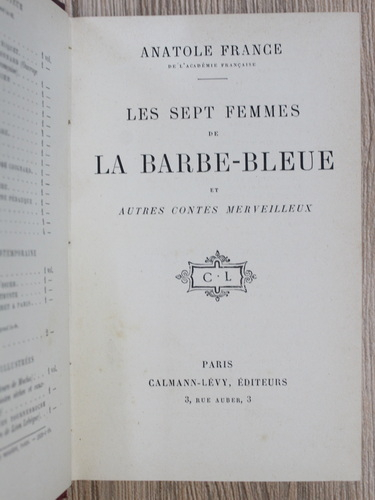 ANATOLE FRANCE
DE L'ACADÉMIE FRANÇAISE
LES SEPT FEMMES
DE
LA BARBE-BLEUE
ET
AUTRES CONTES MERVEILLEUX
C·L
PARIS
CALMANN-LÉVY, ÉDITEURS
3, RUE AUBER, 3